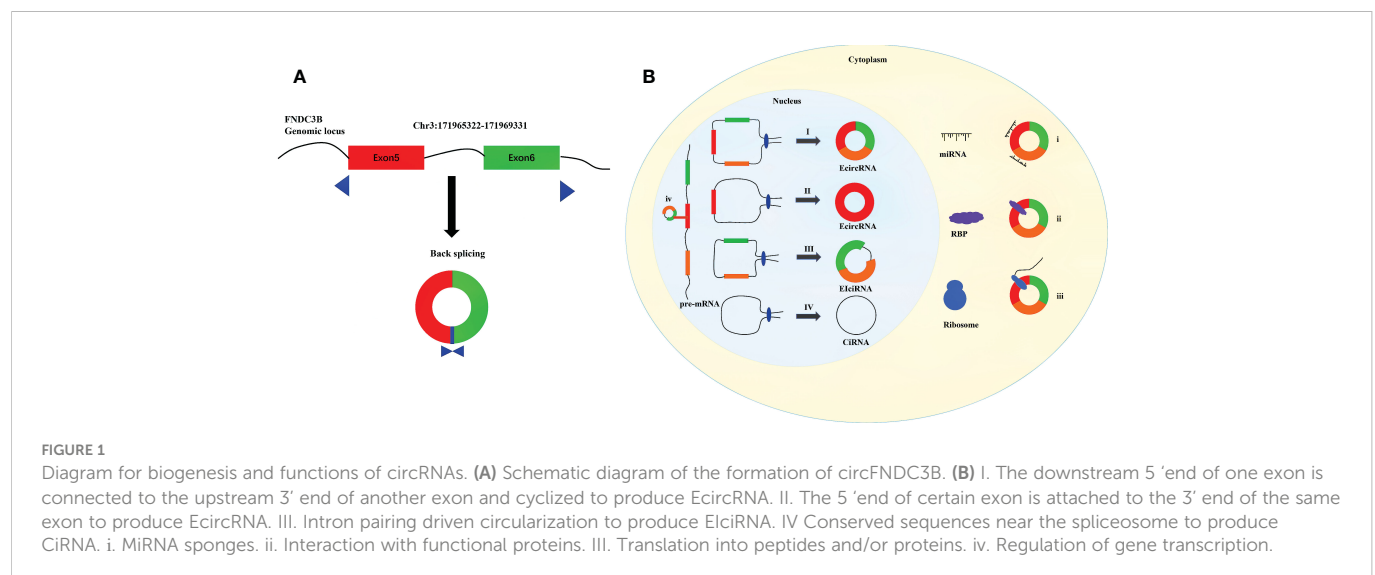 A
B
FNDC3B
Genomic locus
Chr3:171965322-171969331
Exon5
Exon6
Back splicing
Cytoplasm
Nucleus
I
EcircRNA
II
EcircRNA
iv
III
EIciRNA
pre-mRNA
IV
CiRNA
miRNA
i
RBP
ii
Ribosome
iii
FIGURE 1
Diagram for biogenesis and functions of circRNAs. (A) Schematic diagram of the formation of circFNDC3B. (B) I. The downstream 5 ‘end of one exon is
connected to the upstream 3’ end of another exon and cyclized to produce EcircRNA. II. The 5 ‘end of certain exon is attached to the 3’ end of the same
exon to produce EcircRNA. III. Intron pairing driven circularization to produce EIciRNA. IV Conserved sequences near the spliceosome to produce
CiRNA. i. MiRNA sponges. ii. Interaction with functional proteins. III. Translation into peptides and/or proteins. iv. Regulation of gene transcription.